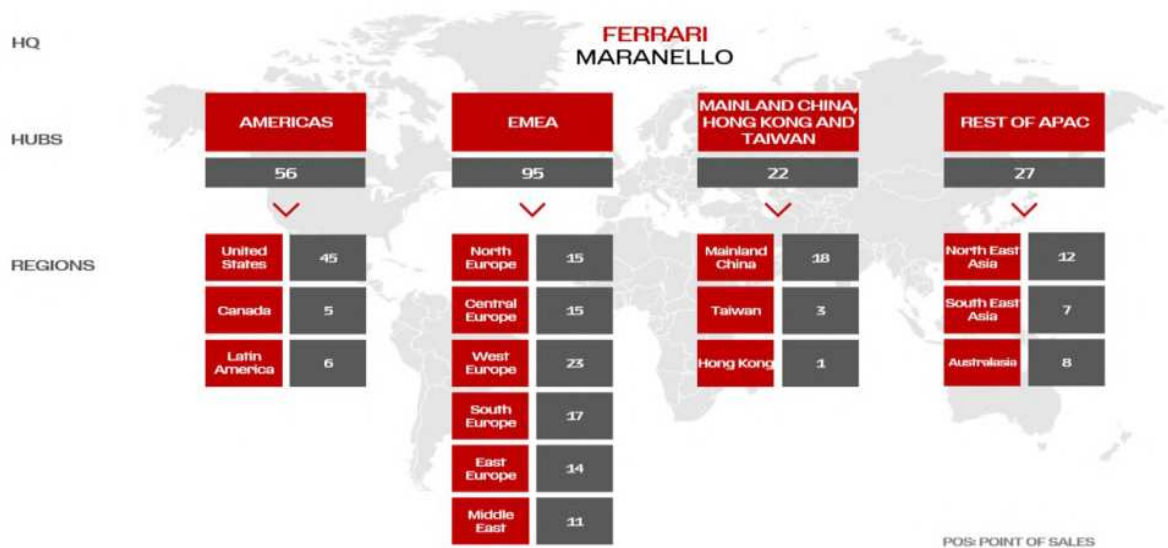 HQ
FERRARI
MARANELLO
HUBS
AMERICAS
56
EMEA
95
MAINLAND CHINA,
HONG KONG AND
TAIWAN
22
REST OF APAC
27
REGIONS
United
States
45
Canada
5
Latin
America
6
North
Europe
15
Central
Europe
15
West
Europe
23
South
Europe
17
East
Europe
14
Middle
East
11
Mainland
China
18
Taiwan
3
Hong Kong
1
North East
Asia
12
South East
Asia
7
Australasia
8
POS: POINT OF SALES